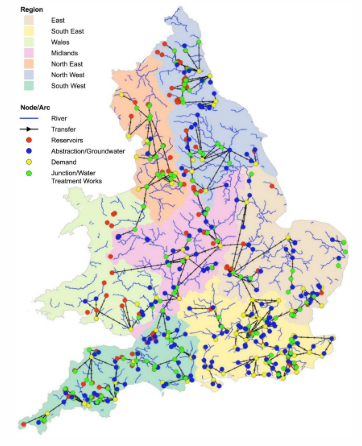 Region
East
South East
Wales
Midlands
North East
North West
South West
Node/Arc
River
Transfer
Reservoirs
Abstraction/Groundwater
Demand
Junction/Water
Treatment Works